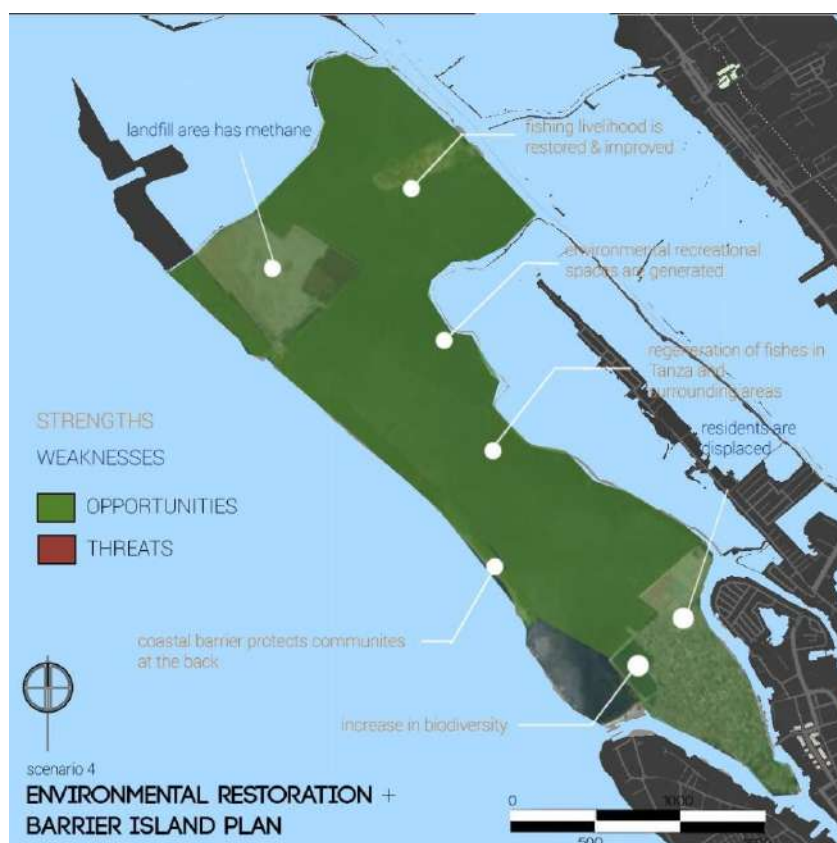 landfill area has methane
fishing livelihood is
restored & improved
environmental recreational
spaces are generated
regeneration of fishes in
Tanza and
surrounding areas
residents are
displaced
STRENGTHS
WEAKNESSES
OPPORTUNITIES
THREATS
coastal barrier protects communites
at the back
increase in biodiversity
scenario 4
ENVIRONMENTAL RESTORATION +
BARRIER ISLAND PLAN
0
1000
500